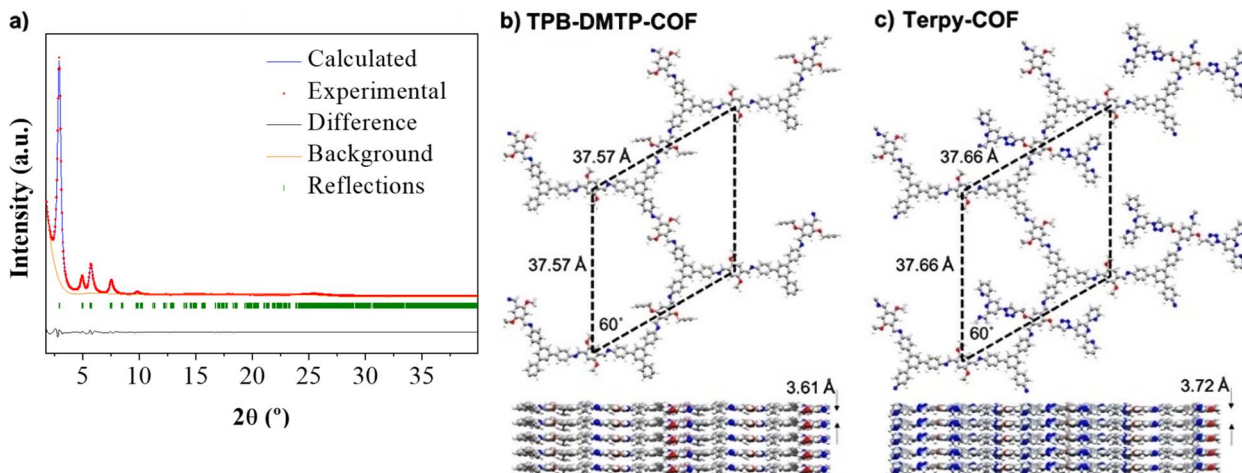 a)
Calculated
Experimental
Difference
Background
Reflections
Intensity (a.u.)
5 10 15 20 25 30 35
2θ (º)
b) TPB-DMTP-COF
37.57 Å
37.57 Å
60°
3.61 Å
c) Terpy-COF
37.66 Å
37.66 Å
60°
3.72 Å